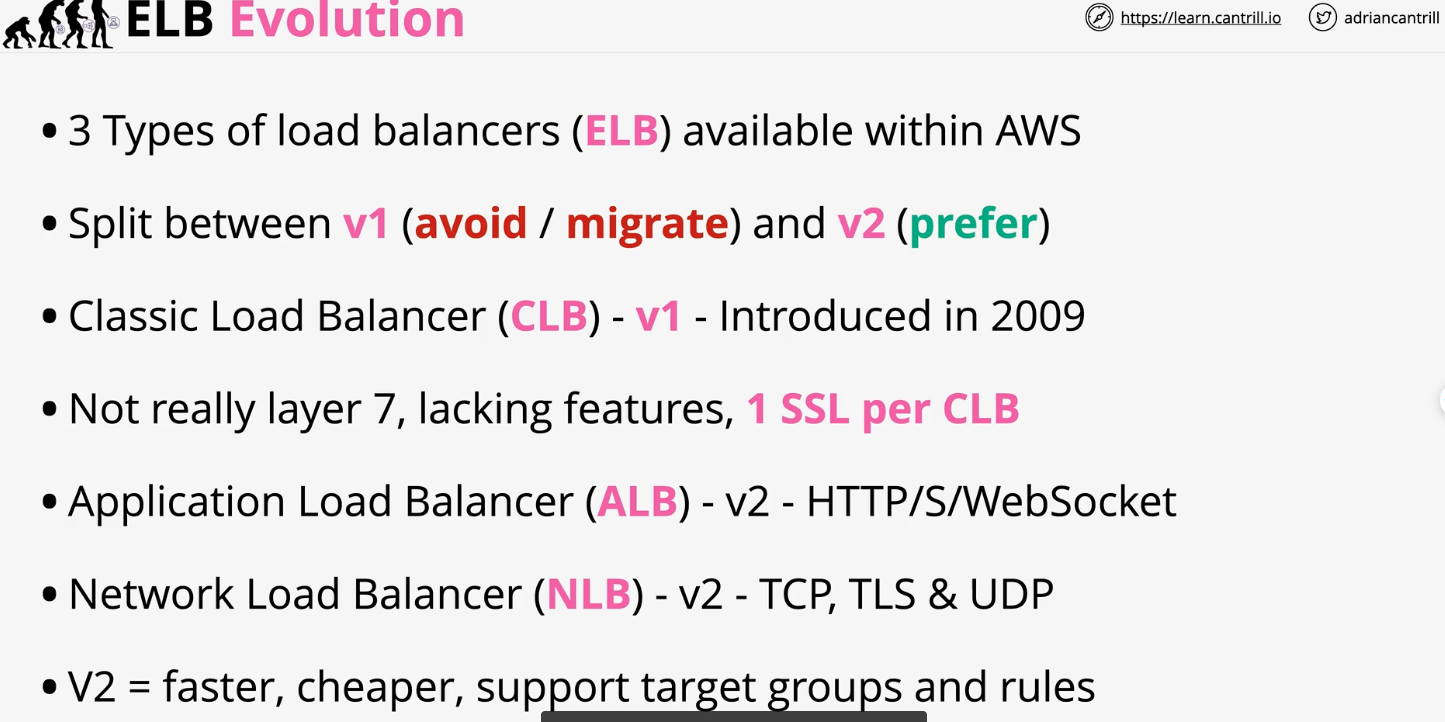 ELB Evolution
https://learn.cantrill.io
adriancantrill
• 3 Types of load balancers (ELB) available within AWS
• Split between v1 (avoid / migrate) and v2 (prefer)
• Classic Load Balancer (CLB) - v1 - Introduced in 2009
• Not really layer 7, lacking features, 1 SSL per CLB
• Application Load Balancer (ALB) - v2 - HTTP/S/WebSocket
• Network Load Balancer (NLB) - v2 - TCP, TLS & UDP
• V2 = faster, cheaper, support target groups and rules